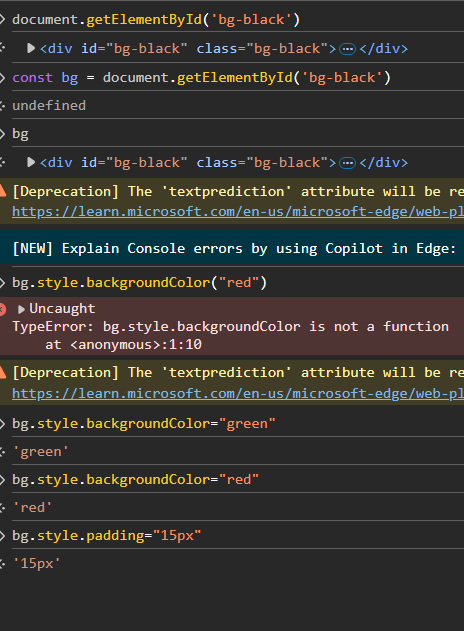 document.getElementById('bg-black')
<div id="bg-black" class="bg-black">…</div>
const bg = document.getElementById('bg-black')
undefined
bg
<div id="bg-black" class="bg-black">…</div>
[Deprecation] The 'textprediction' attribute will be re
https://learn.microsoft.com/en-us/microsoft-edge/web-pl
[NEW] Explain Console errors by using Copilot in Edge:
bg.style.backgroundColor("red")
Uncaught
TypeError: bg.style.backgroundColor is not a function
at <anonymous>:1:10
[Deprecation] The 'textprediction' attribute will be re
https://learn.microsoft.com/en-us/microsoft-edge/web-pl
bg.style.backgroundColor="green"
'green'
bg.style.backgroundColor="red"
'red'
bg.style.padding="15px"
'15px'